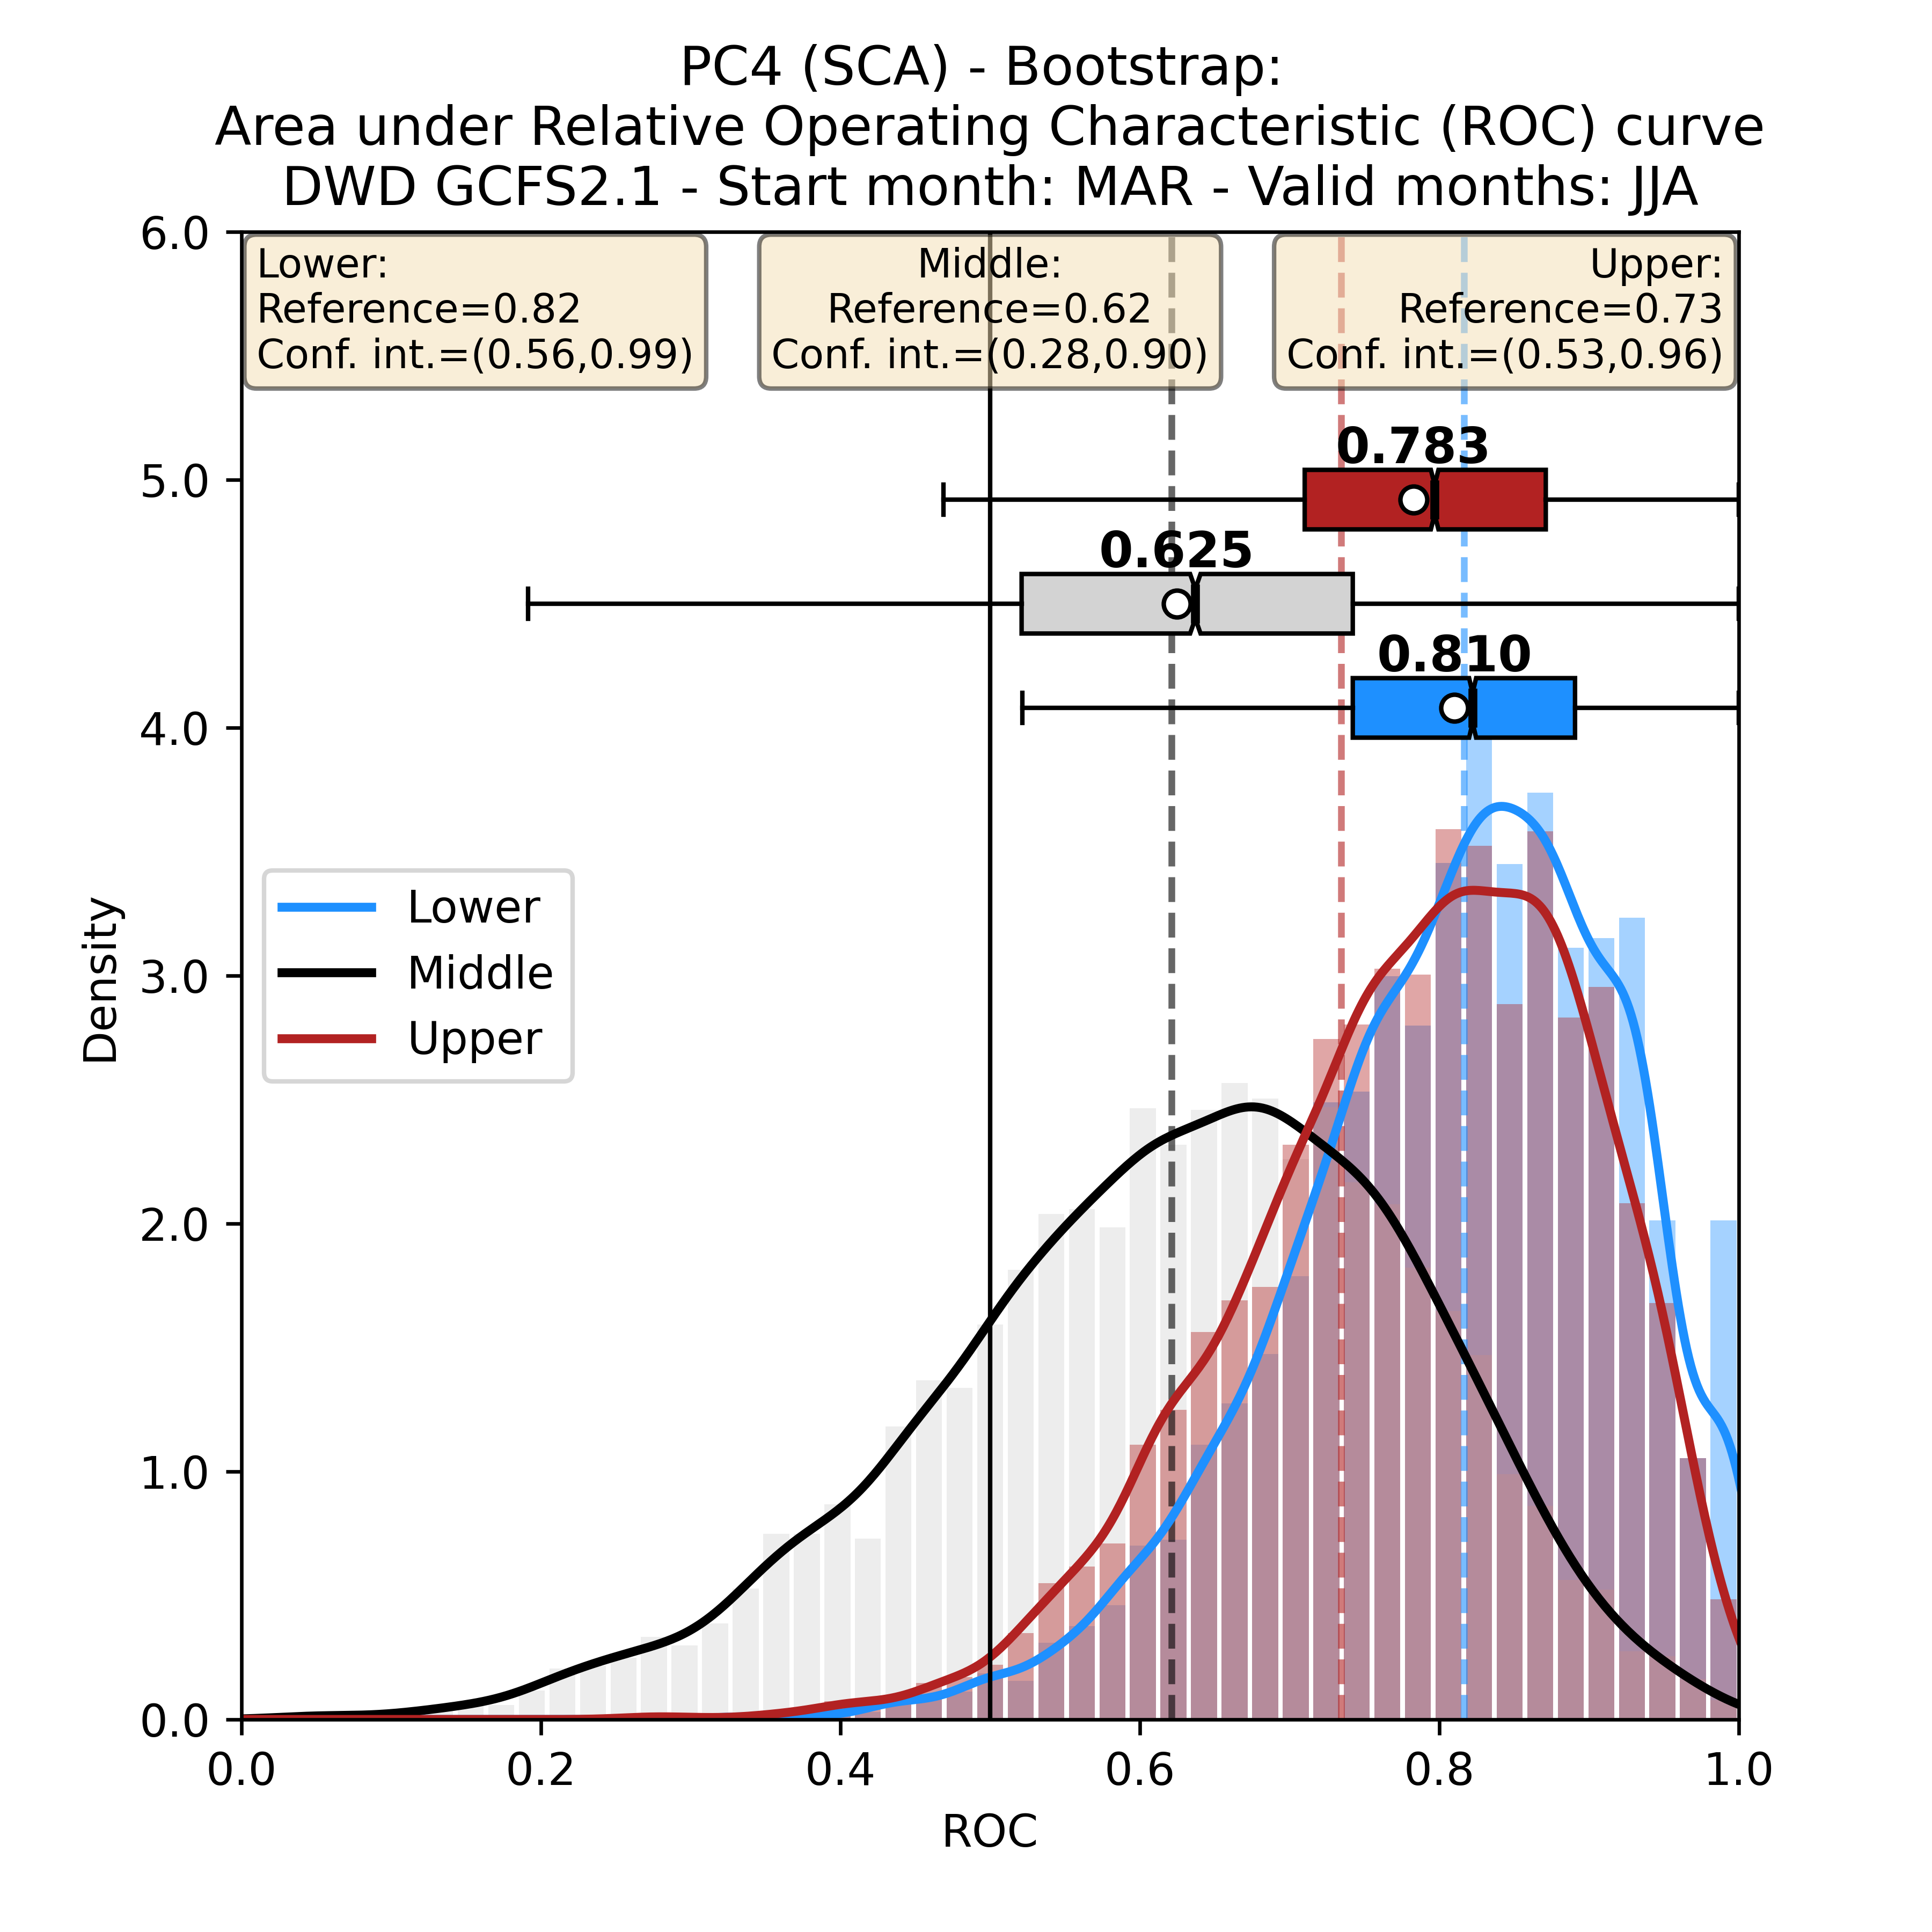 PC4 (SCA) - Bootstrap:
Area under Relative Operating Characteristic (ROC) curve
DWD GCFS2.1 - Start month: MAR - Valid months: JJA
6.0
Lower:
Reference=0.82
Conf. int.=(0.56,0.99)
Middle:
Reference=0.62
Conf. int.=(0.28,0.90)
Upper:
Reference=0.73
Conf. int.=(0.53,0.96)
0.783
5.0
0.625
0.810
4.0
Lower
Middle
Upper
Density
3.0
2.0
1.0
0.0
0.0
0.2
0.4
0.6
0.8
1.0
ROC